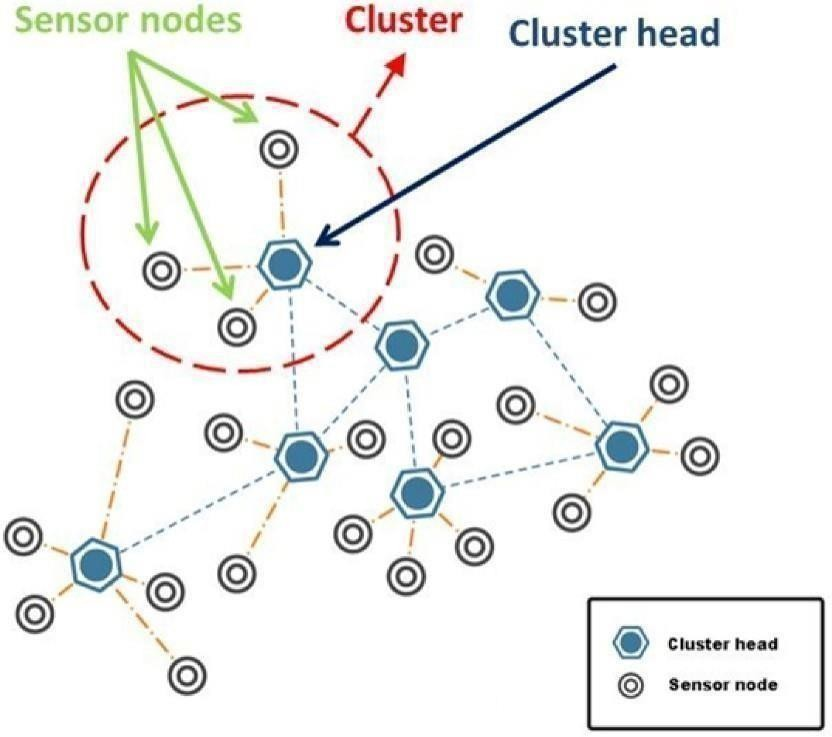 Sensor nodes
Cluster
Cluster head
Cluster head
Sensor node